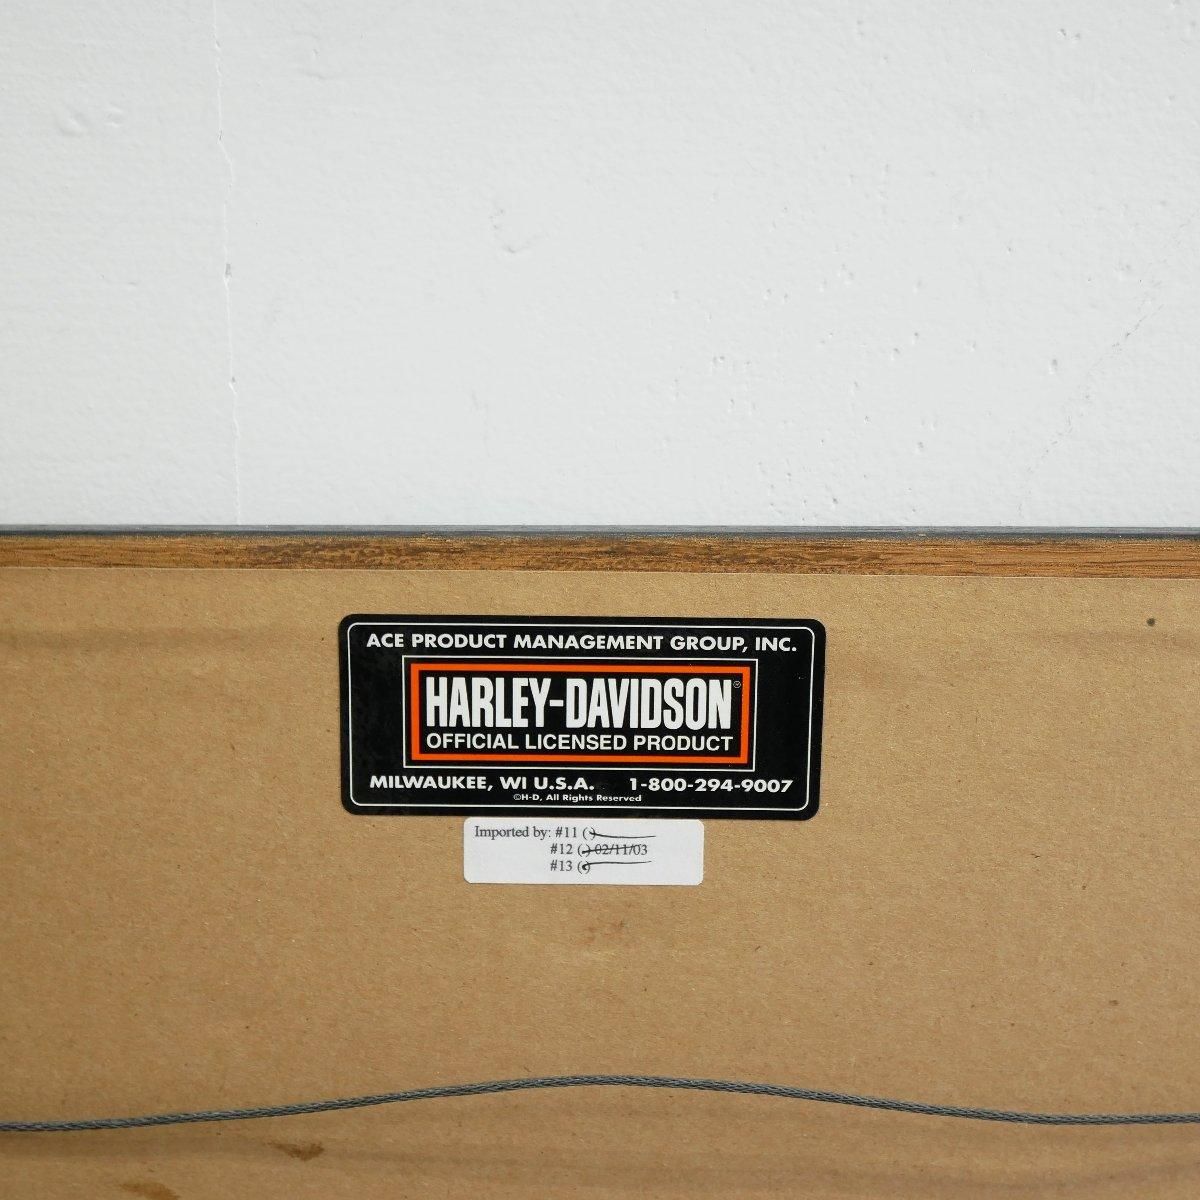 ACE PRODUCT MANAGEMENT GROUP, INC.
HARLEY-DAVIDSON®
OFFICIAL LICENSED PRODUCT
MILWAUKEE, WI U.S.A. 1-800-294-9007
©H-D, All Rights Reserved
Imported by: #11 ( )
#12 ( ) 02/11/03
#13 ( )